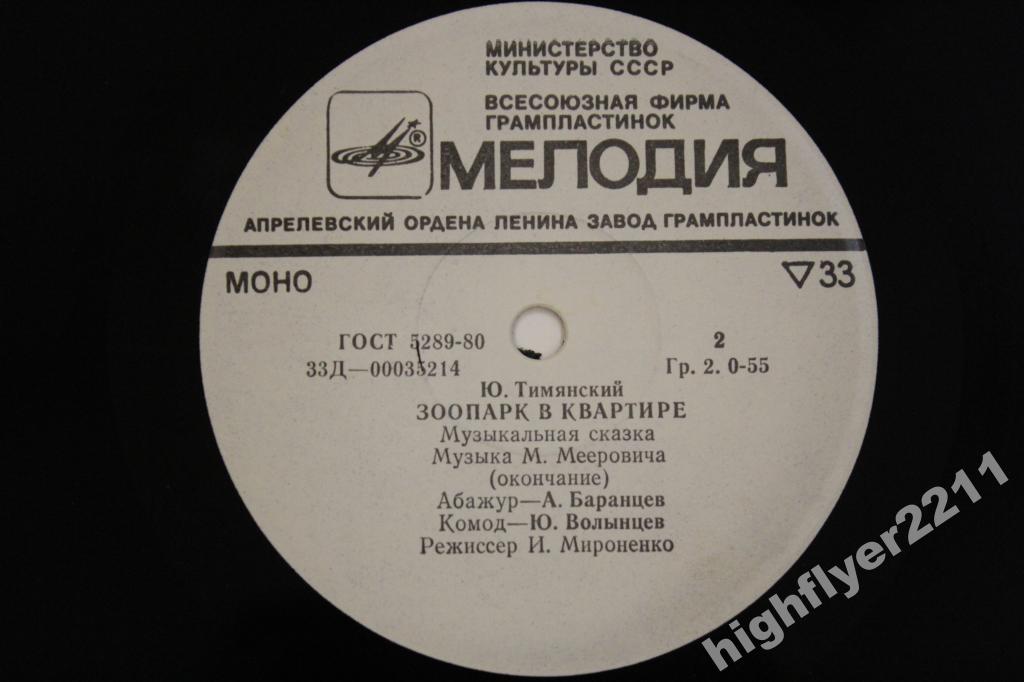 МИНИСТЕРСТВО
КУЛЬТУРЫ СССР
ВСЕСОЮЗНАЯ ФИРМА
ГРАМПЛАСТИНОК
®
МЕЛОДИЯ
АПРЕЛЕВСКИЙ ОРДЕНА ЛЕНИНА ЗАВОД ГРАМПЛАСТИНОК
МОНО
▽33
ГОСТ 5289-80
2
33Д—00035214
Гр. 2. 0-55
Ю. Тимянский
ЗООПАРК В КВАРТИРЕ
Музыкальная сказка
Музыка М. Мееровича
(окончание)
Абажур—А. Баранцев
Комод—Ю. Волынцев
Режиссер И. Мироненко
highflyer2211